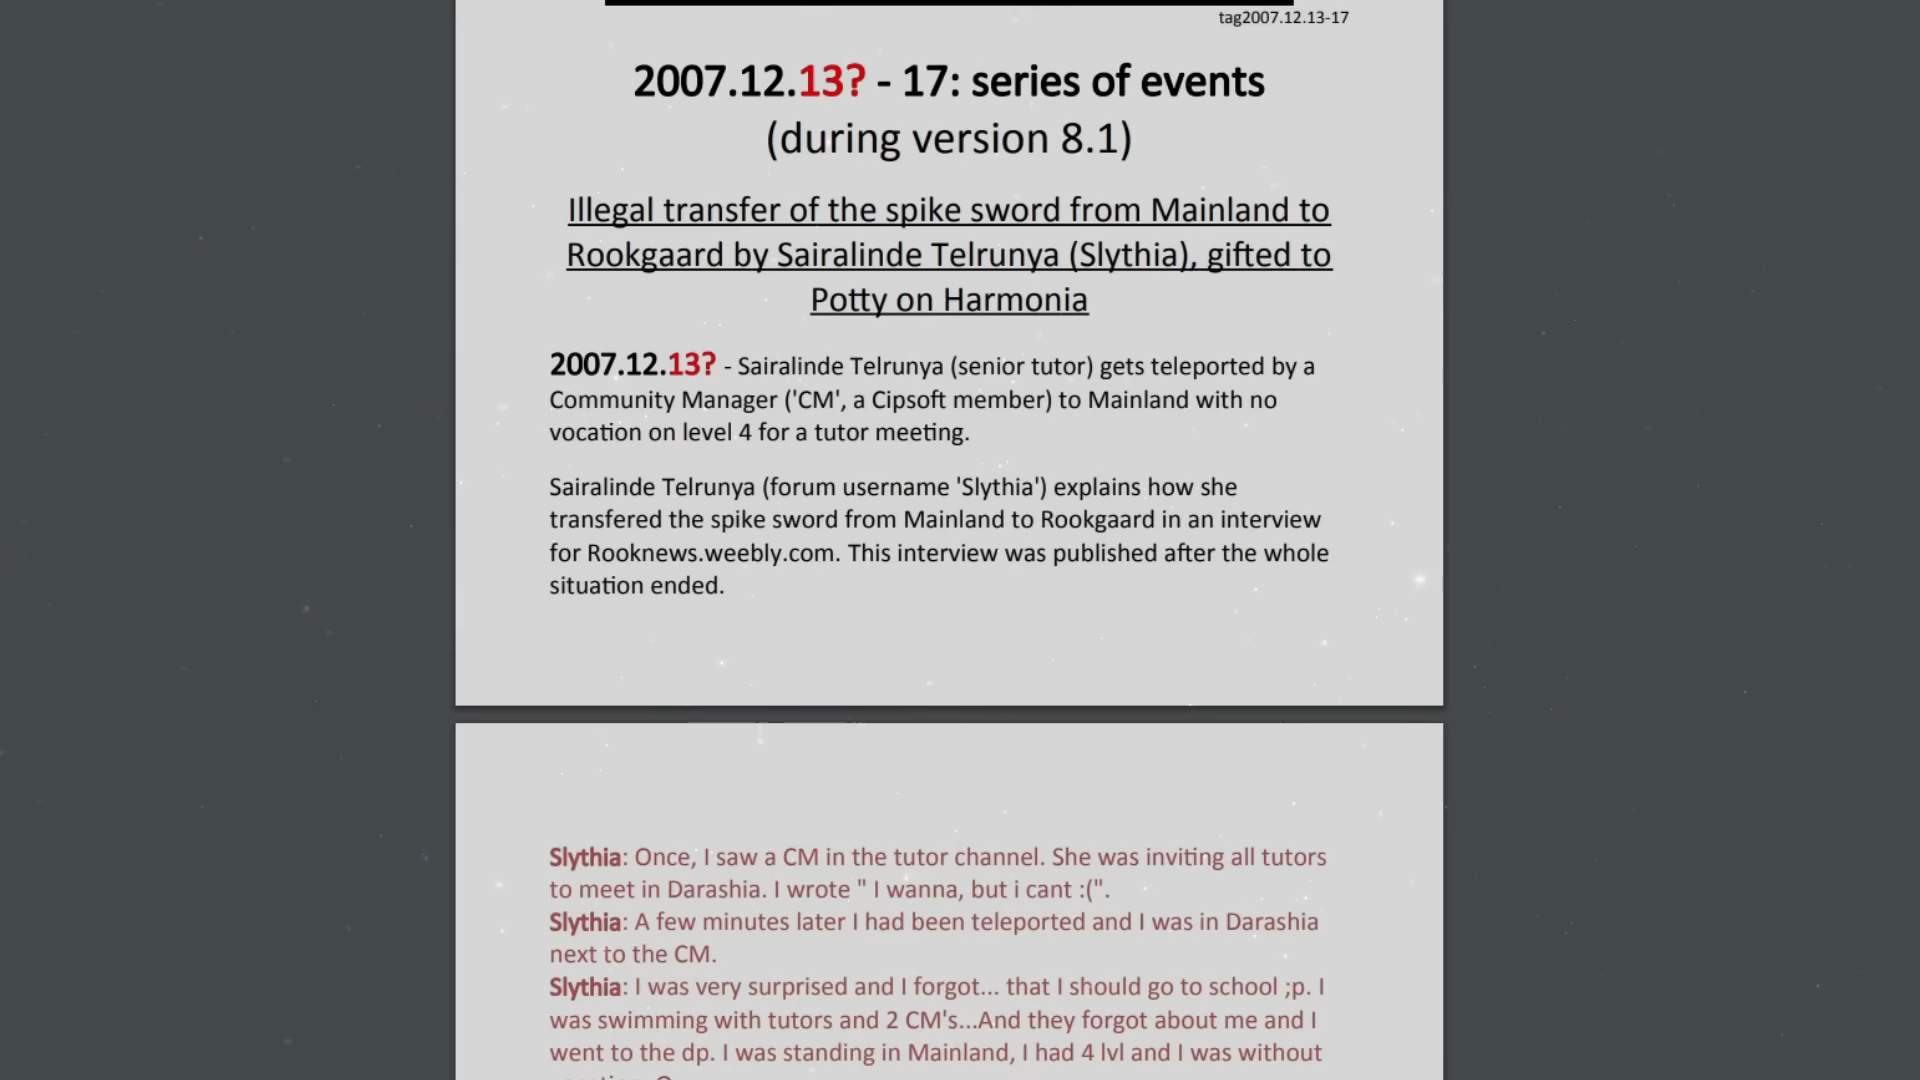 tag2007.12.13-17
2007.12.13? - 17: series of events
(during version 8.1)
Illegal transfer of the spike sword from Mainland to
Rookgaard by Sairalinde Telrunya (Slythia), gifted to
Potty on Harmonia
2007.12.13? - Sairalinde Telrunya (senior tutor) gets teleported by a
Community Manager ('CM', a Cipsoft member) to Mainland with no
vocation on level 4 for a tutor meeting.
Sairalinde Telrunya (forum username 'Slythia') explains how she
transfered the spike sword from Mainland to Rookgaard in an interview
for Rooknews.weebly.com. This interview was published after the whole
situation ended.
Slythia: Once, I saw a CM in the tutor channel. She was inviting all tutors
to meet in Darashia. I wrote " I wanna, but i cant :(".
Slythia: A few minutes later I had been teleported and I was in Darashia
next to the CM.
Slythia: I was very surprised and I forgot... that I should go to school ;p. I
was swimming with tutors and 2 CM's...And they forgot about me and I
went to the dp. I was standing in Mainland, I had 4 lvl and I was without